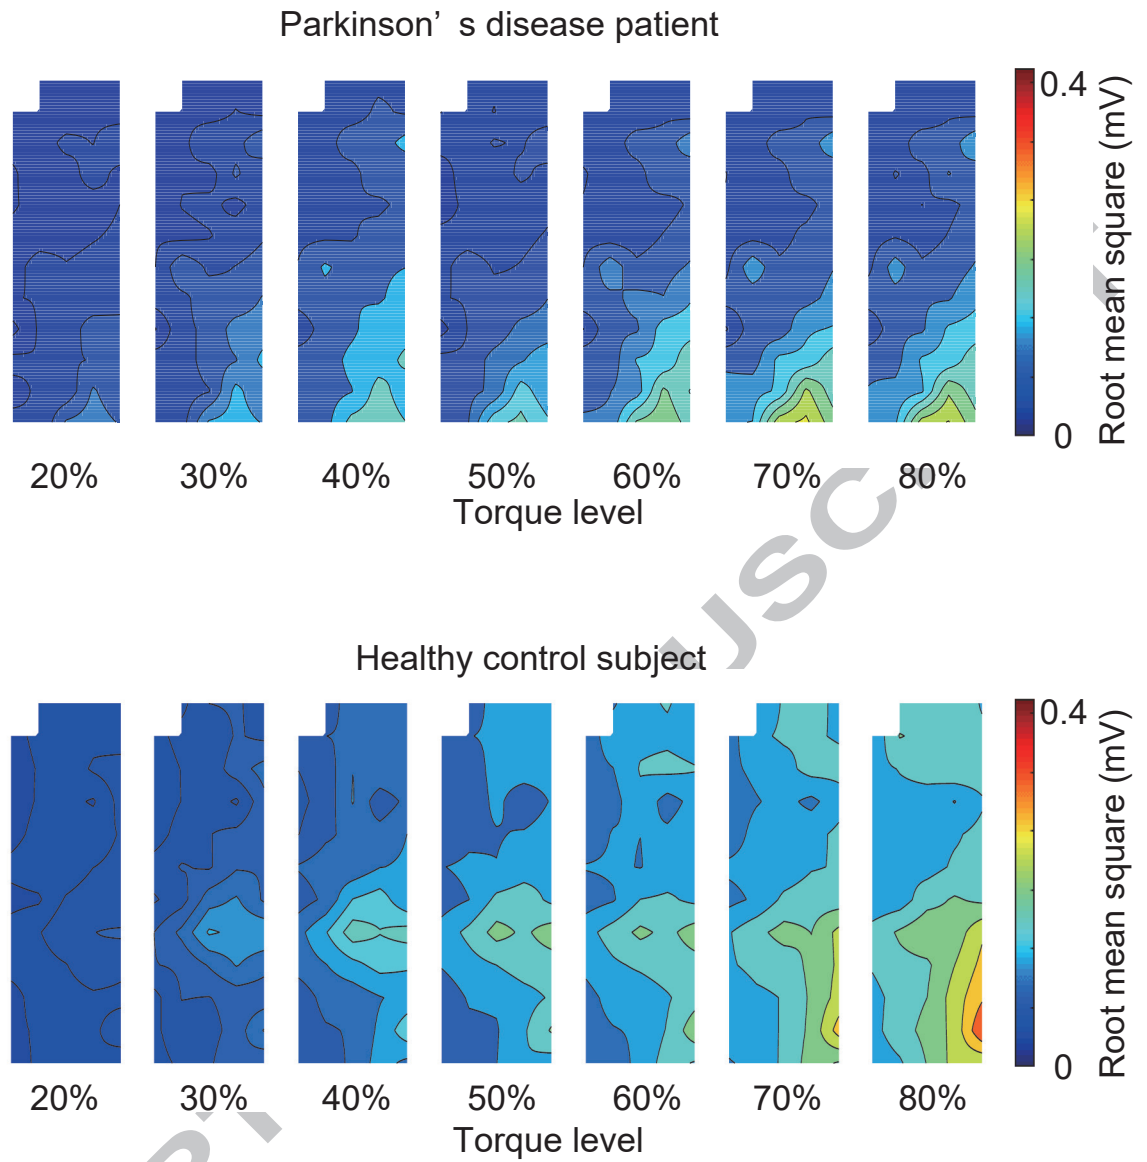 Parkinson’ s disease patient
0.4
Root mean square (mV)
0
20% 30% 40% 50% 60% 70% 80%
Torque level
USC
Healthy control subject
0.4
Root mean square (mV)
0
20% 30% 40% 50% 60% 70% 80%
Torque level
PT